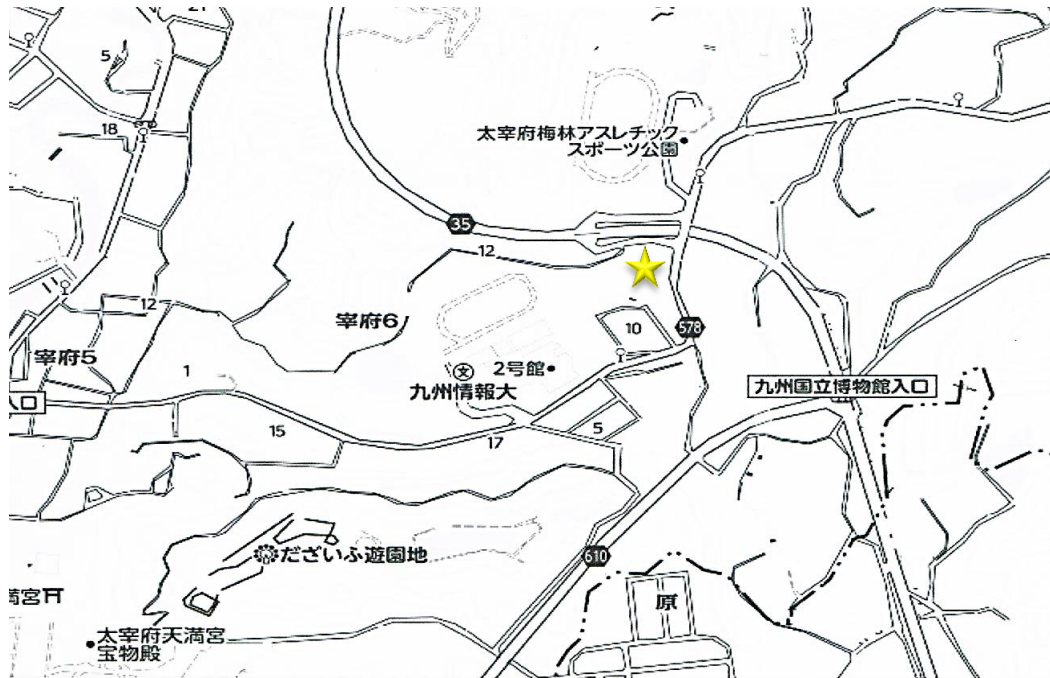 21
5
18
太宰府梅林アスレチック
スポーツ公園
35
12
12
宰府6
10
578
宰府5
1
2号館
九州情報大
九州国立博物館入口
入口
15
17
5
だざいふ遊園地
610
満宮
原
太宰府天満宮
宝物殿